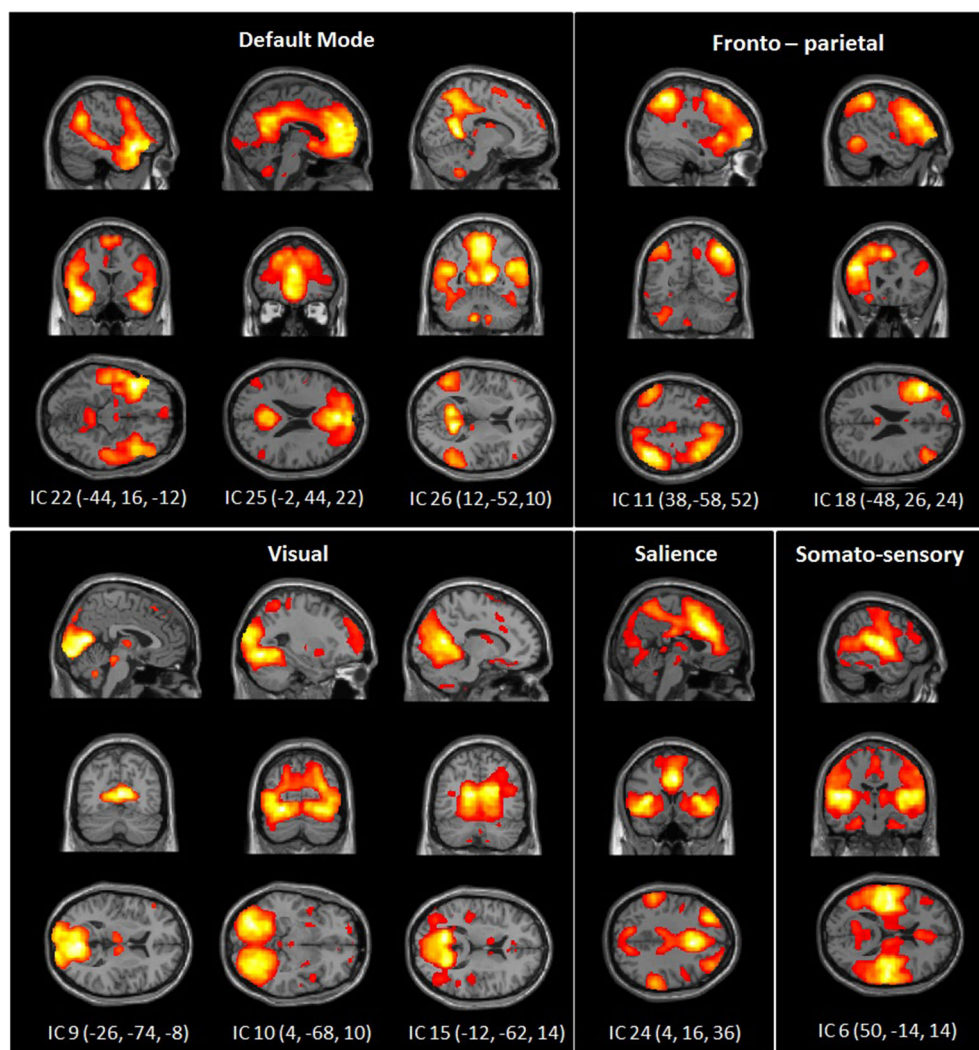 Default Mode
Fronto – parietal
IC 22 (-44, 16, -12)
IC 25 (-2, 44, 22)
IC 26 (12,-52,10)
IC 11 (38,-58, 52)
IC 18 (-48, 26, 24)
Visual
Salience
Somato-sensory
IC 9 (-26, -74, -8)
IC 10 (4, -68, 10)
IC 15 (-12, -62, 14)
IC 24 (4, 16, 36)
IC 6 (50, -14, 14)